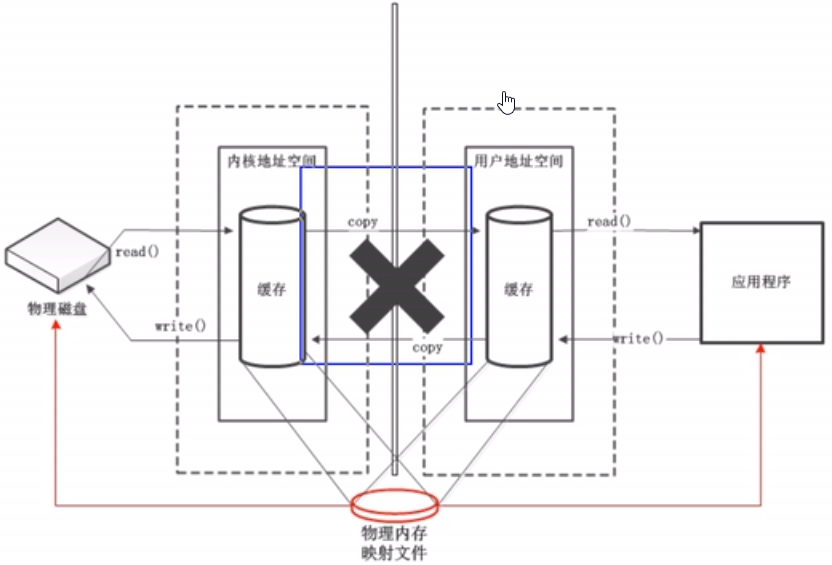 内核地址空间
用户地址空间
copy
read()
read()
缓存
缓存
应用程序
物理磁盘
write()
copy
write()
物理内存
映射文件